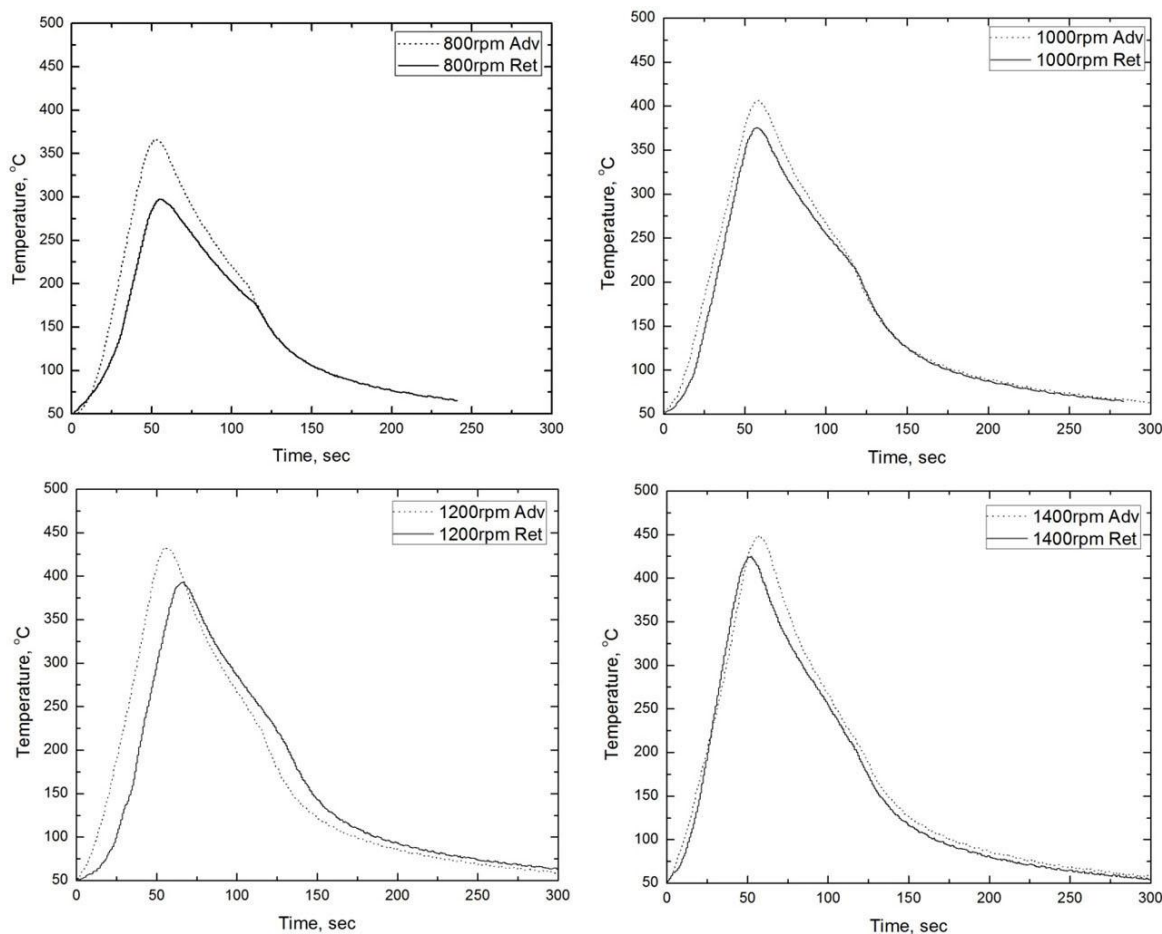 500
450
400
350
300
250
200
150
100
50
Temperature, °C
800rpm Adv
800rpm Ret
0 50 100 150 200 250 300
Time, sec
500
450
400
350
300
250
200
150
100
50
Temperature, °C
1000rpm Adv
1000rpm Ret
0 50 100 150 200 250 300
Time, sec
500
450
400
350
300
250
200
150
100
50
Temperature, °C
1200rpm Adv
1200rpm Ret
0 50 100 150 200 250 300
Time, sec
500
450
400
350
300
250
200
150
100
50
Temperature, °C
1400rpm Adv
1400rpm Ret
0 50 100 150 200 250 300
Time, sec